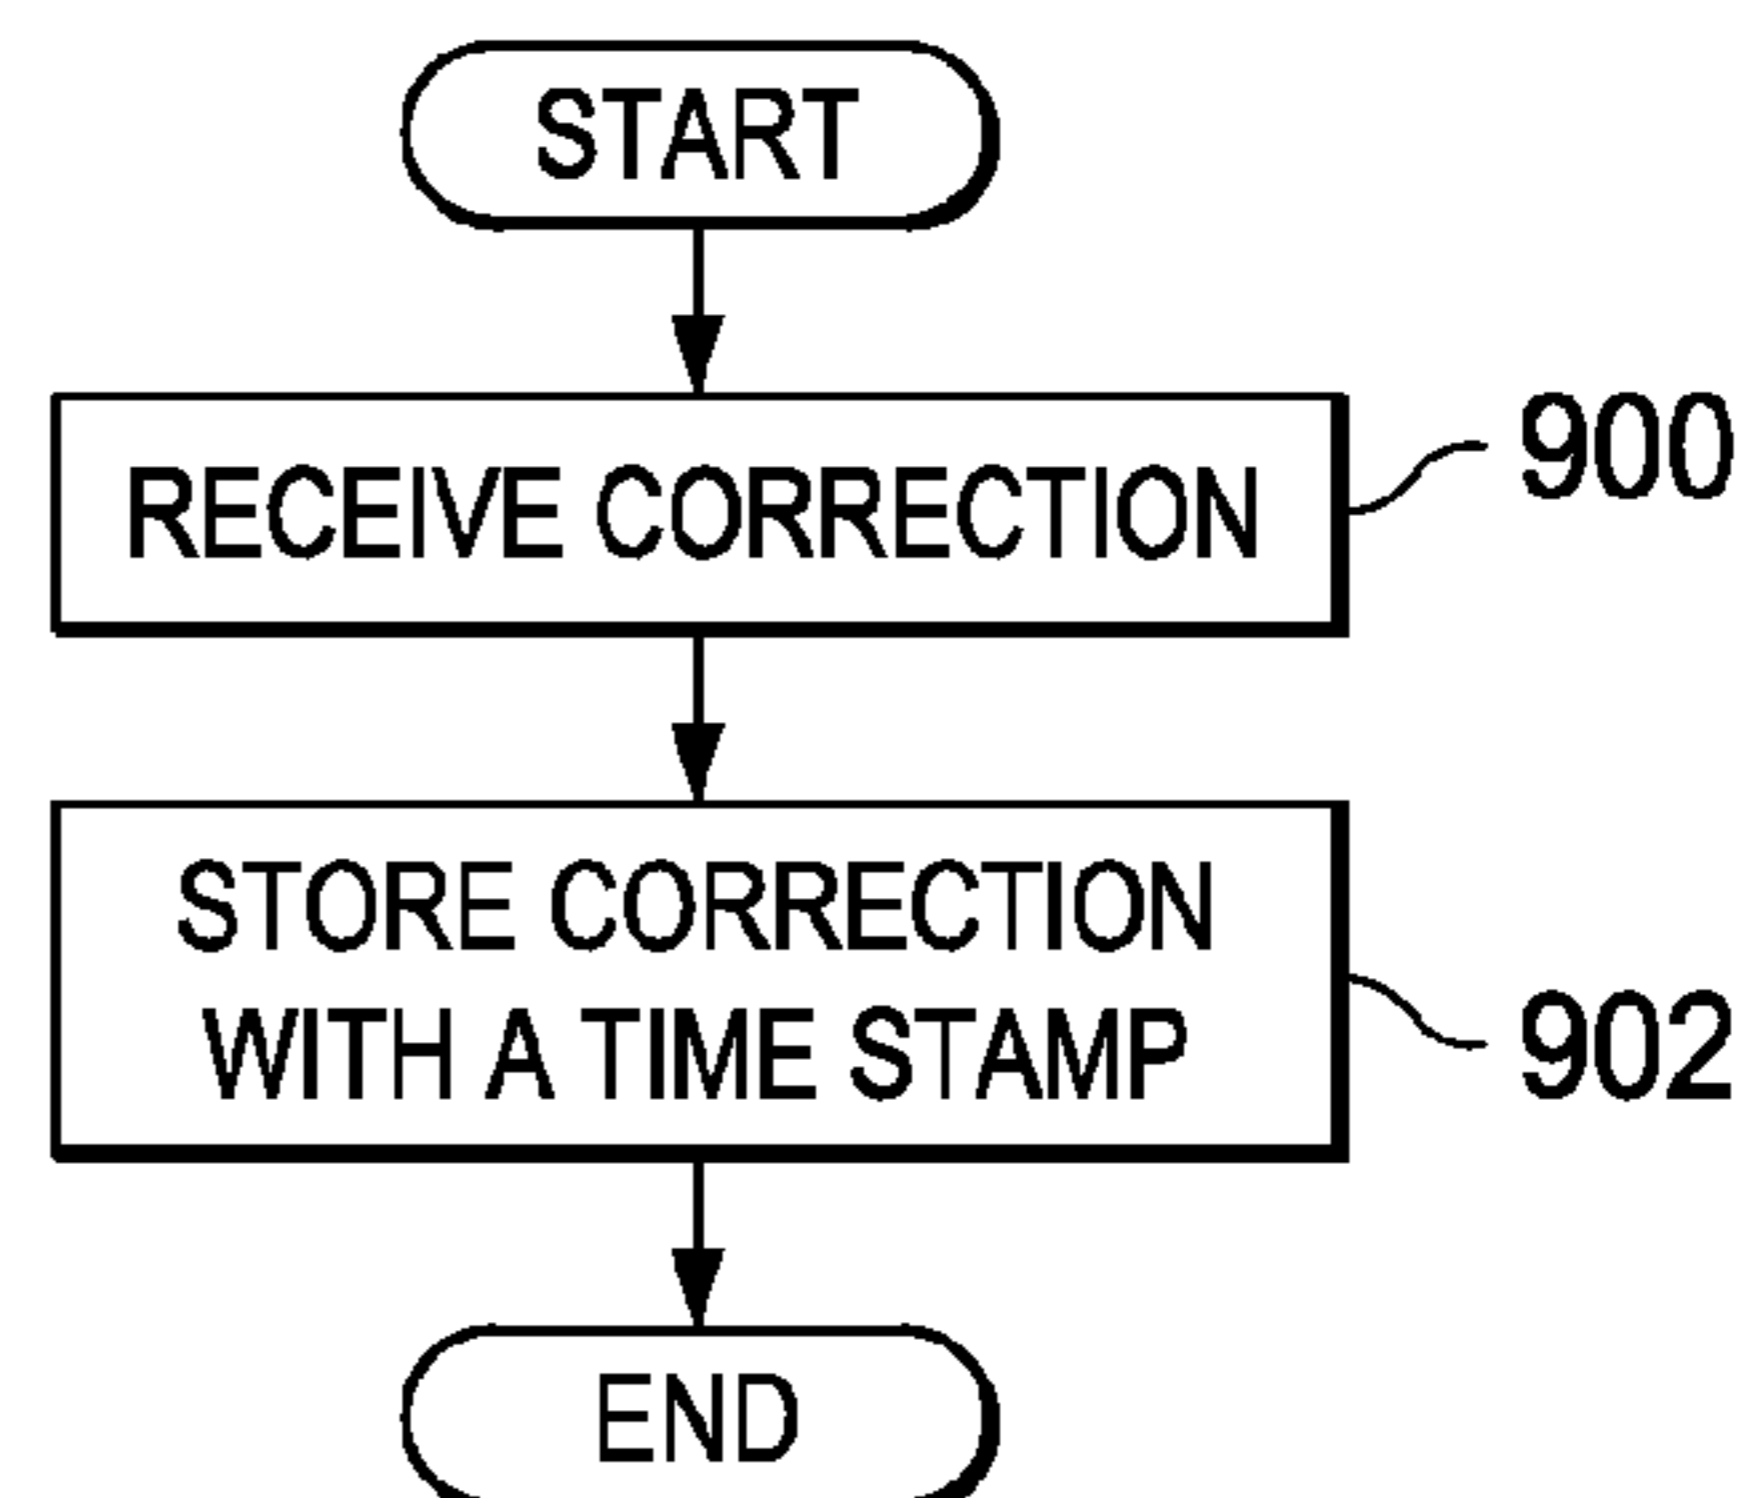 START
RECEIVE CORRECTION
900
STORE CORRECTION
WITH A TIME STAMP
902
END